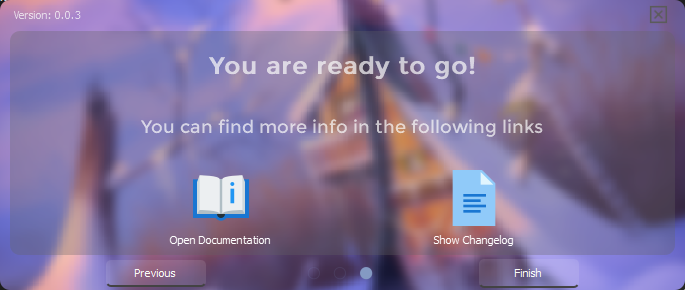 Version: 0.0.3
You are ready to go!
You can find more info in the following links
i
Open Documentation
Show Changelog
Previous
Finish